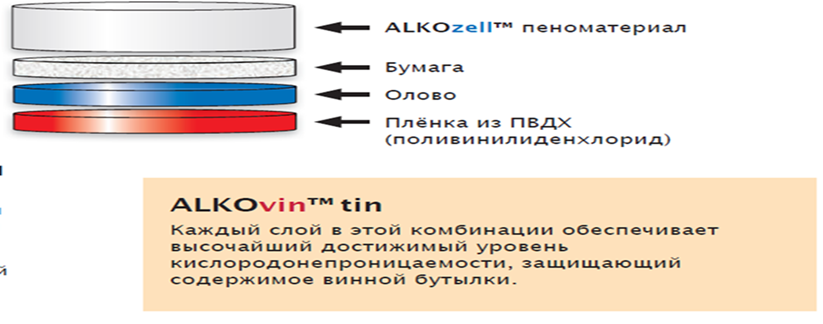 ALKOzell™ пеноматериал
Бумага
Олово
Плёнка из ПВДХ
(поливинилиденхлорид)
ALKOvin™ tin
Каждый слой в этой комбинации обеспечивает
высочайший достижимый уровень
кислородонепроницаемости, защищающий
содержимое винной бутылки.